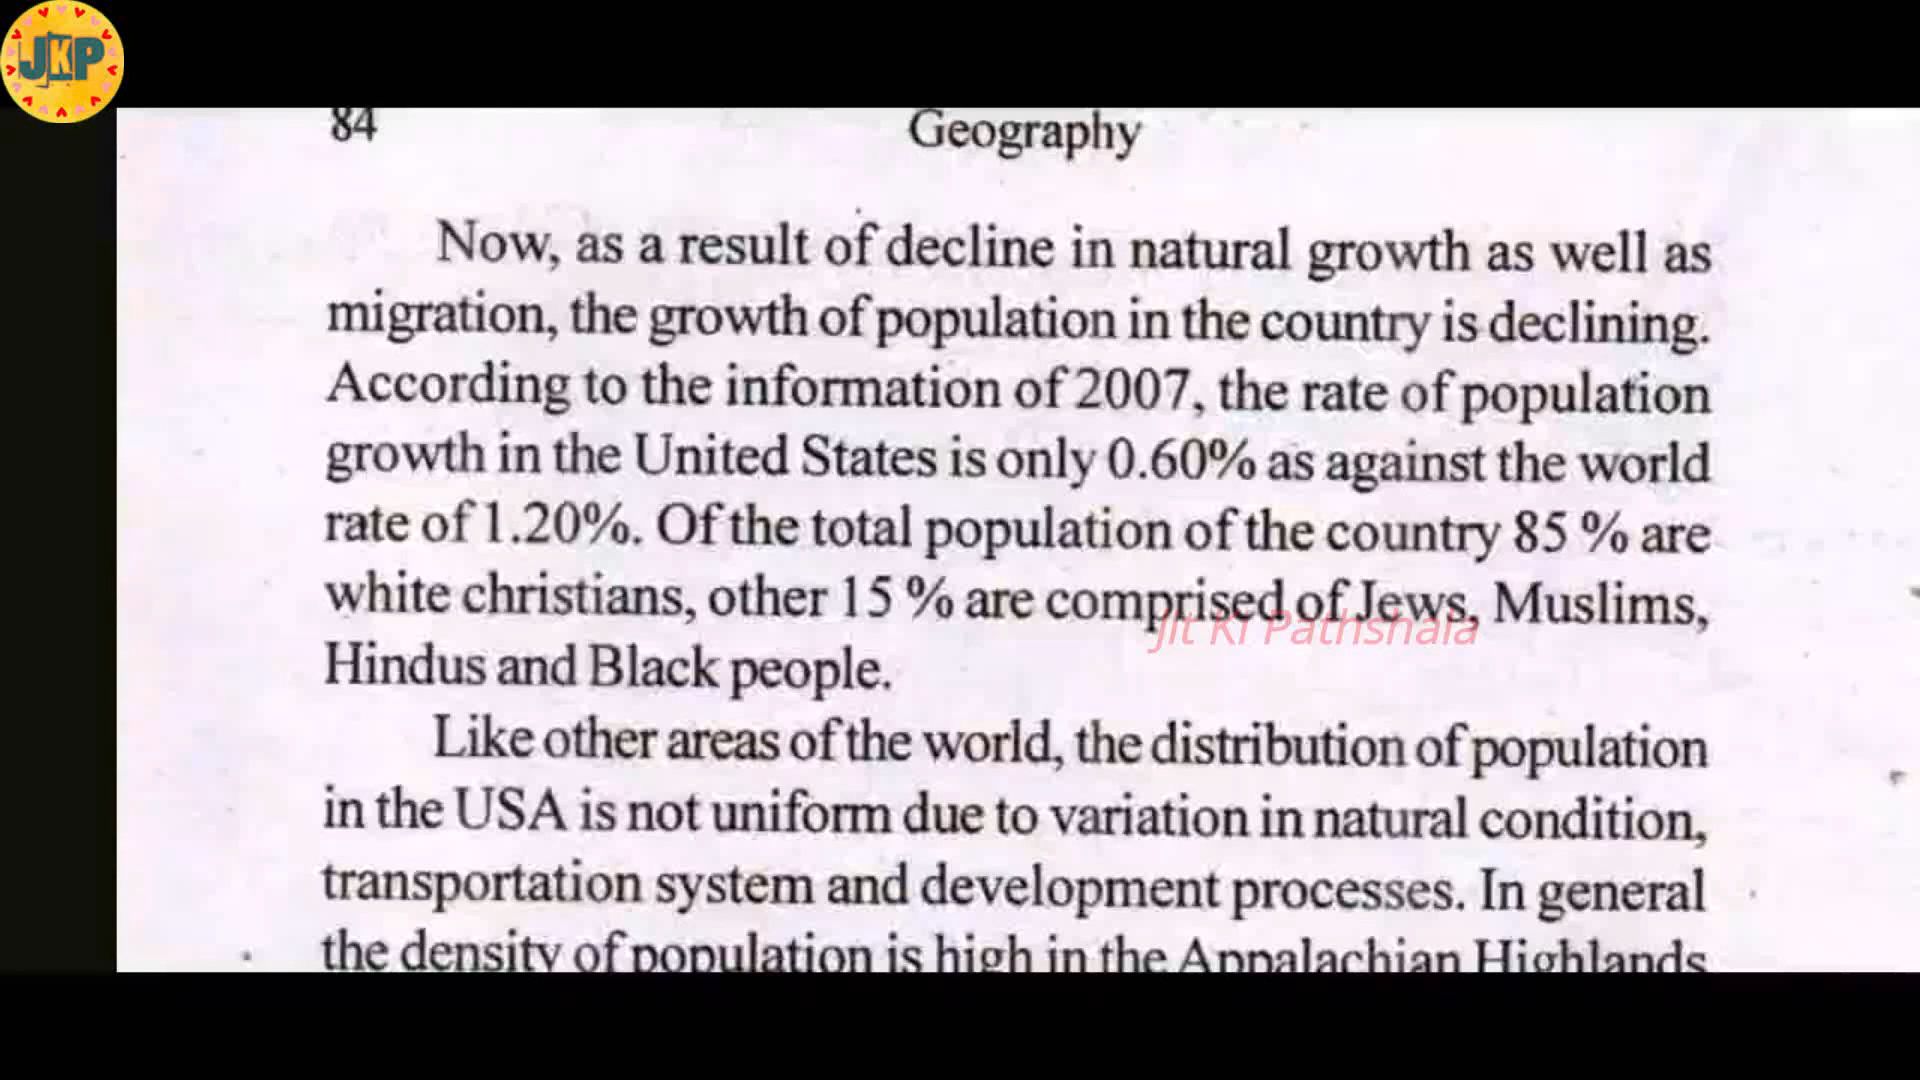 JKP
84 Geography
Now, as a result of decline in natural growth as well as
migration, the growth of population in the country is declining.
According to the information of 2007, the rate of population
growth in the United States is only 0.60% as against the world
rate of 1.20%. Of the total population of the country 85 % are
white christians, other 15 % are comprised of Jews, Muslims,
Jit Ki Pathshala
Hindus and Black people.
Like other areas of the world, the distribution of population
in the USA is not uniform due to variation in natural condition,
transportation system and development processes. In general
the density of population is high in the Appalachian Highlands